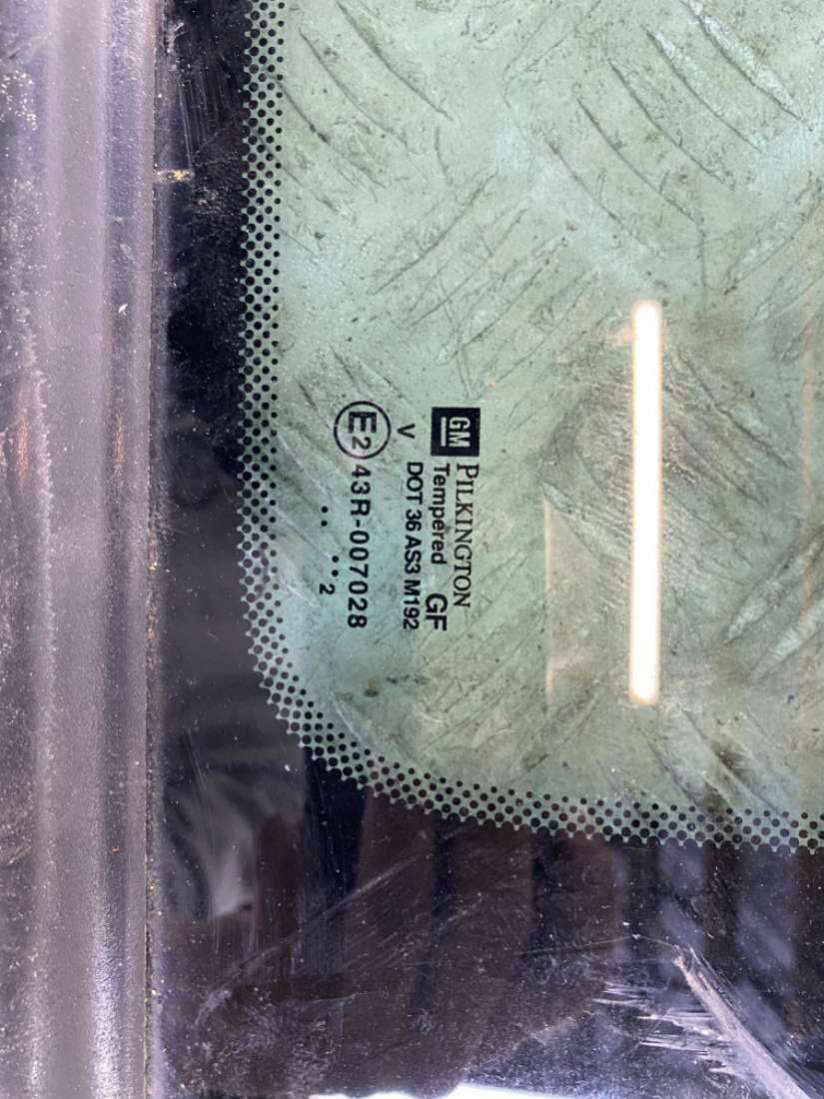 GM PILKINGTON
Tempered GF
V DOT 36 AS3 M192
E2 43R-007028
.. ..2